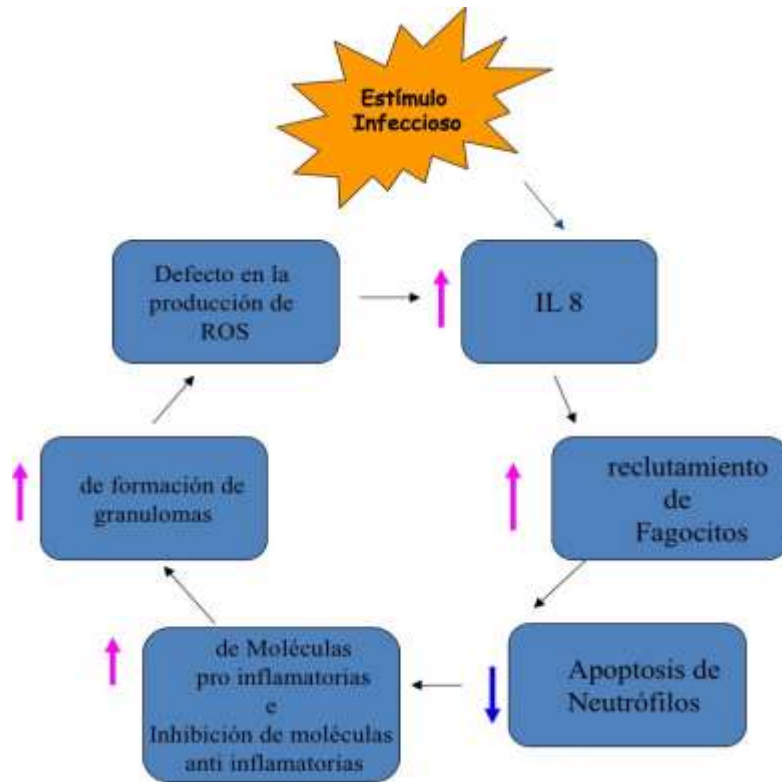 Estímulo
Infeccioso
Defecto en la
producción de
ROS
IL 8
reclutamiento
de
Fagocitos
Apoptosis de
Neutrófilos
de Moléculas
pro inflamatorias
e
Inhibición de moléculas
anti inflamatorias
de formación de
granulomas